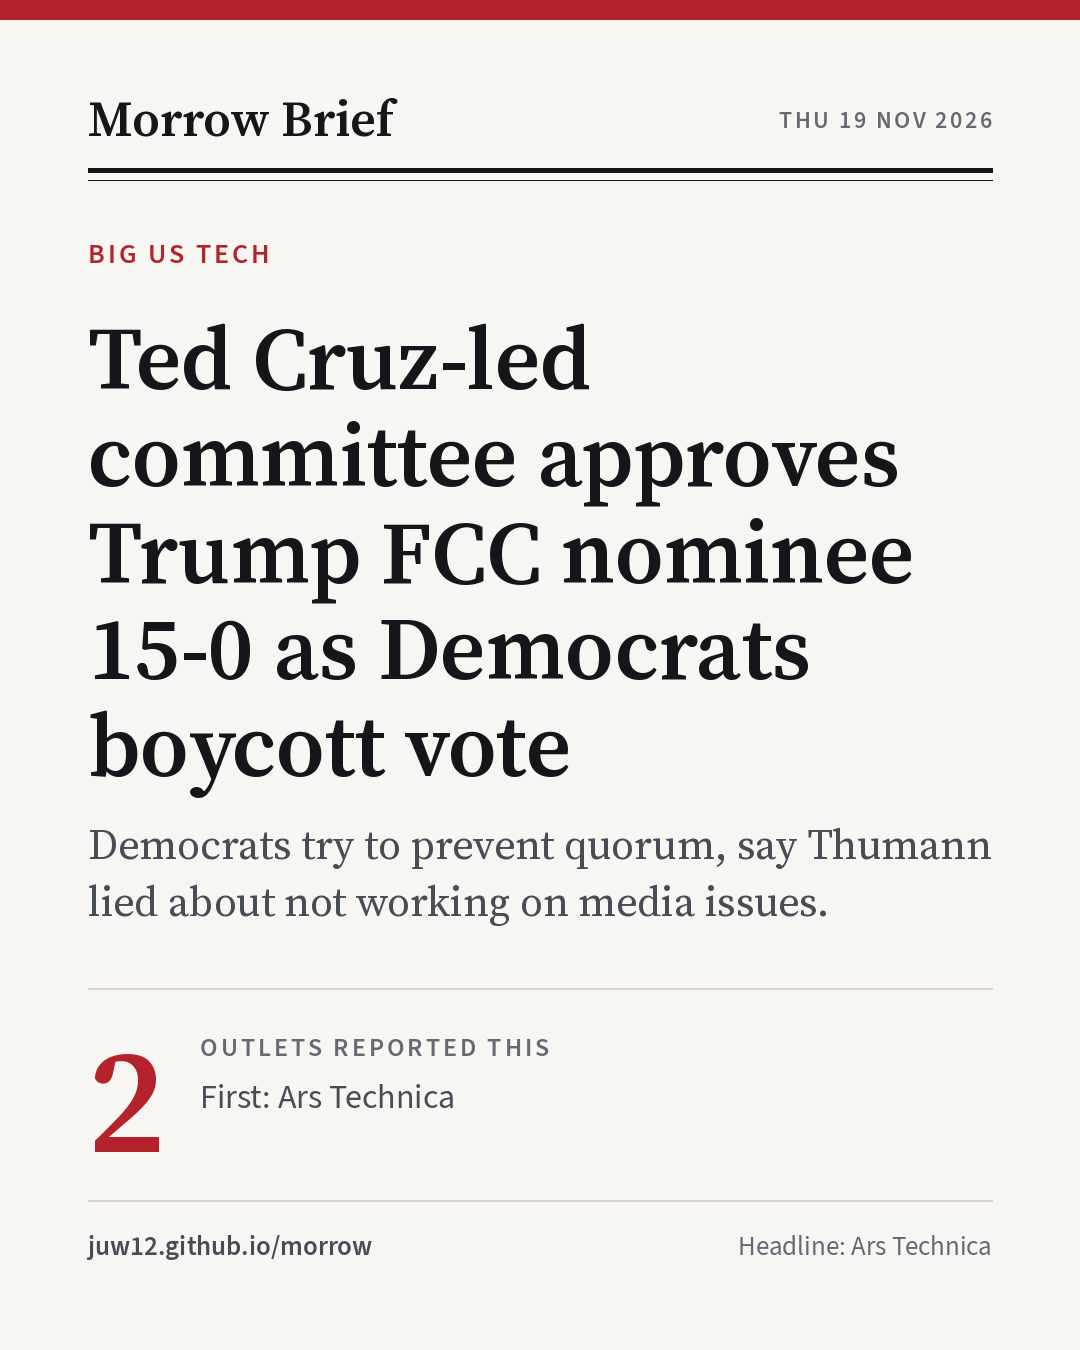 Morrow Brief
THU 19 NOV 2026
BIG US TECH
Ted Cruz-led
committee approves
Trump FCC nominee
15-0 as Democrats
boycott vote
Democrats try to prevent quorum, say Thumann
lied about not working on media issues.
2
OUTLETS REPORTED THIS
First: Ars Technica
juw12.github.io/morrow
Headline: Ars Technica